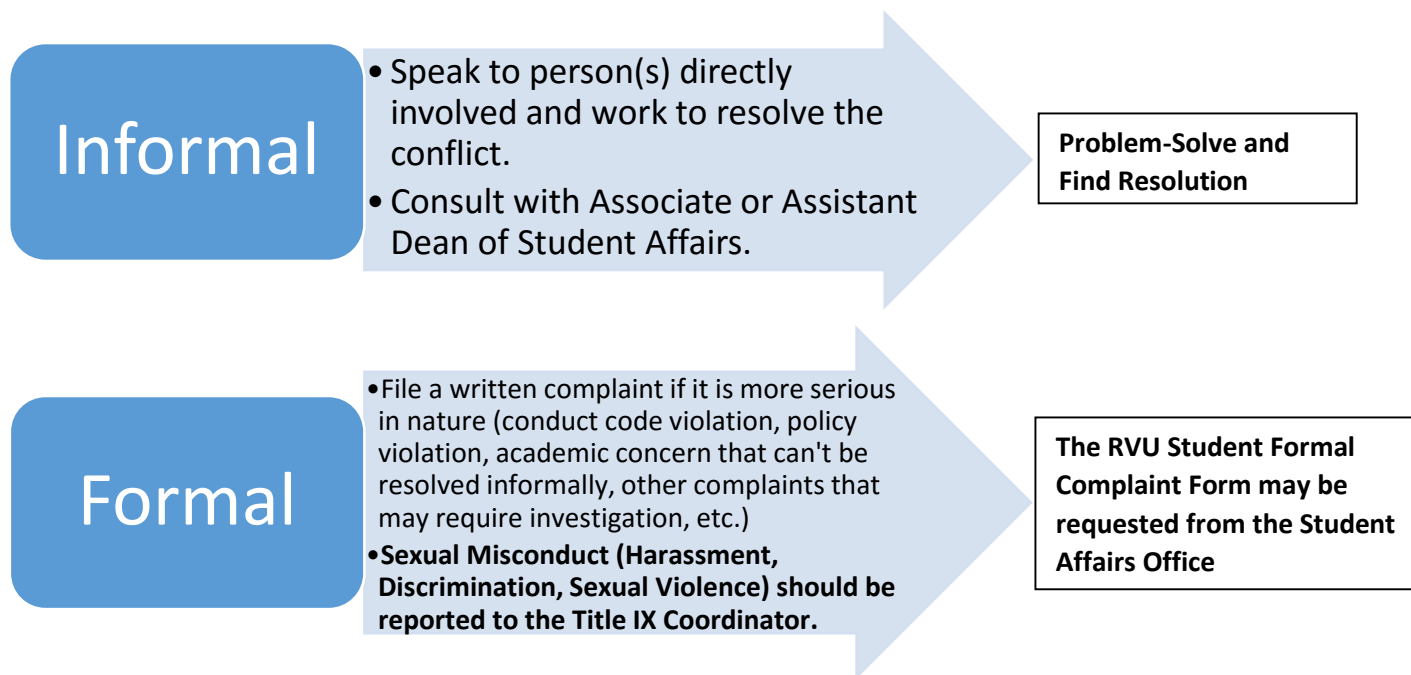 Informal
• Speak to person(s) directly
involved and work to resolve the
conflict.
• Consult with Associate or Assistant
Dean of Student Affairs.
Problem-Solve and
Find Resolution
Formal
•File a written complaint if it is more serious
in nature (conduct code violation, policy
violation, academic concern that can't be
resolved informally, other complaints that
may require investigation, etc.)
•Sexual Misconduct (Harassment,
Discrimination, Sexual Violence) should be
reported to the Title IX Coordinator.
The RVU Student Formal
Complaint Form may be
requested from the Student
Affairs Office